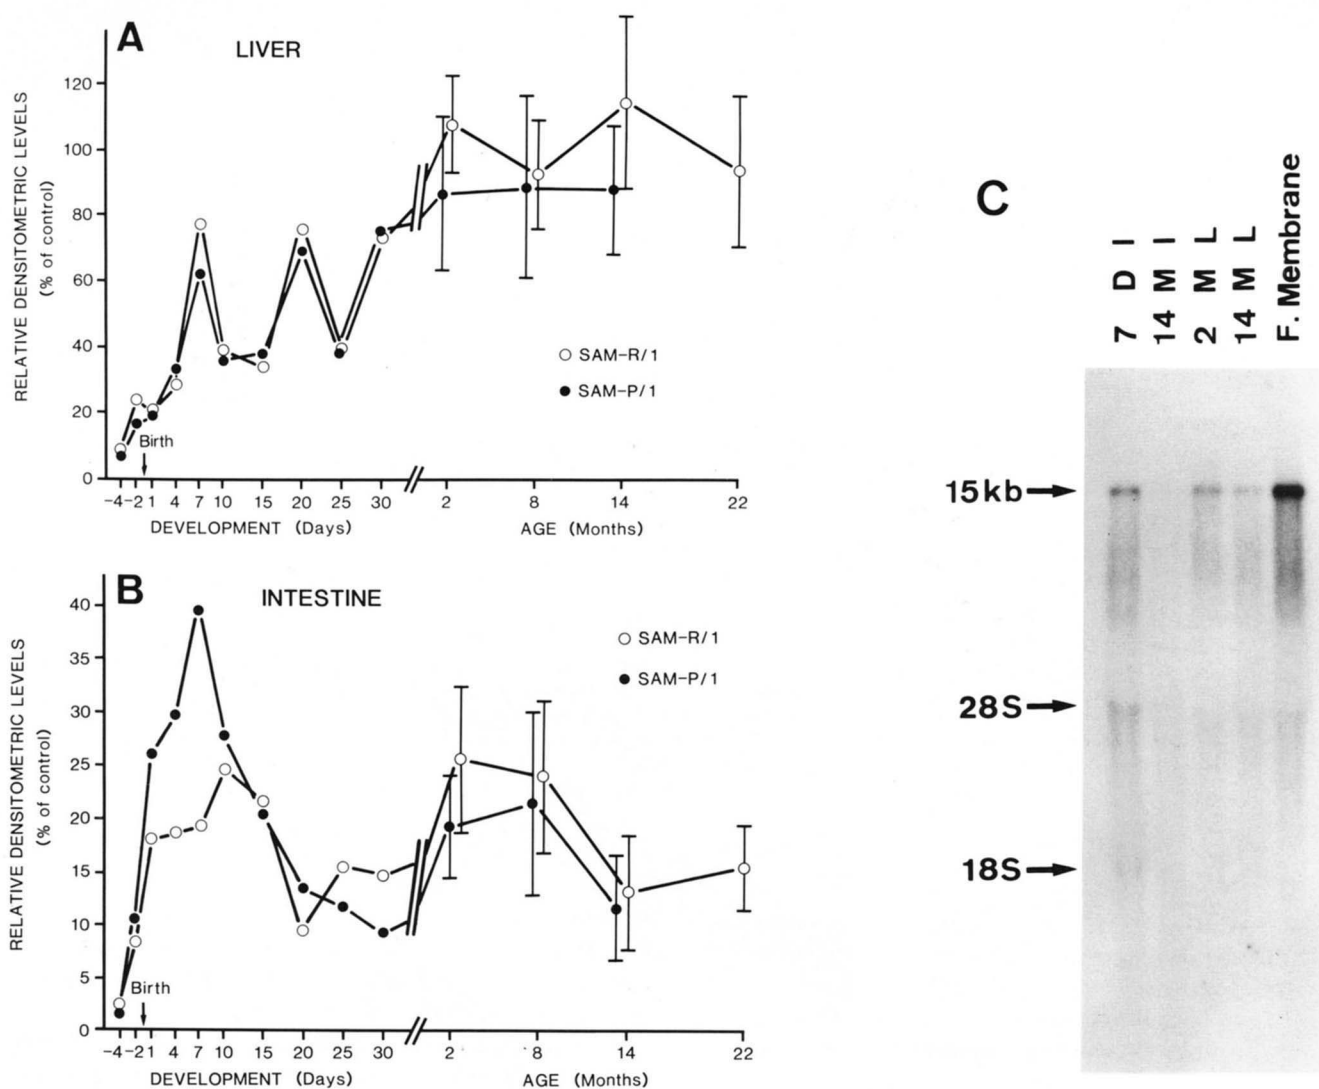 A
LIVER
RELATIVE DENSITOMETRIC LEVELS
(% of control)
120
100
80
60
40
20
0
○ SAM-R/1
● SAM-P/1
Birth
-4 -2 1 4 7 10 15 20 25 30 2 8 14 22
DEVELOPMENT (Days) AGE (Months)
B
INTESTINE
RELATIVE DENSITOMETRIC LEVELS
(% of control)
40
35
30
25
20
15
10
5
0
○ SAM-R/1
● SAM-P/1
Birth
-4 -2 1 4 7 10 15 20 25 30 2 8 14 22
DEVELOPMENT (Days) AGE (Months)
C
7 D I
14 M I
2 M L
14 M L
F. Membrane
15kb
28S
18S